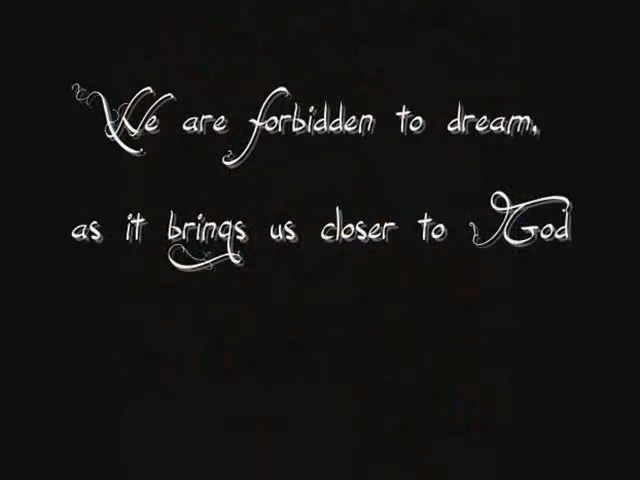 We are forbidden to dream,
as it brings us closer to God